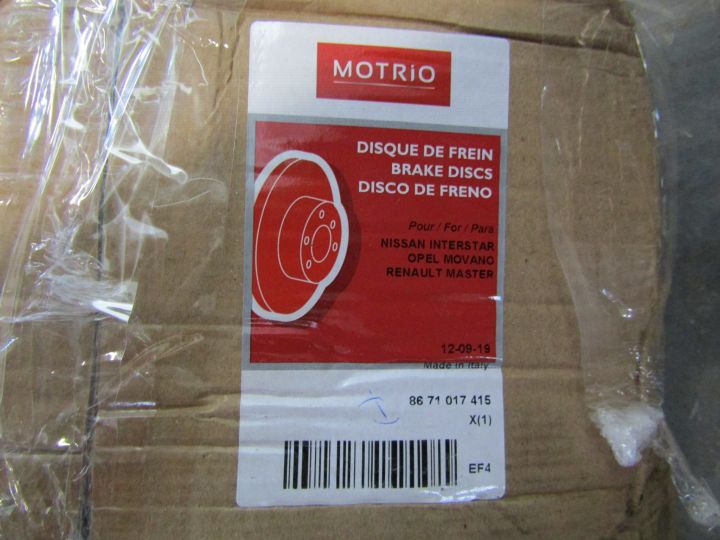 MOTRIO
DISQUE DE FREIN
BRAKE DISCS
DISCO DE FRENO
Pour / For / Para
NISSAN INTERSTAR
OPEL MOVANO
RENAULT MASTER
12-09-19
Made in Italy
86 71 017 415
X(1)
EF4